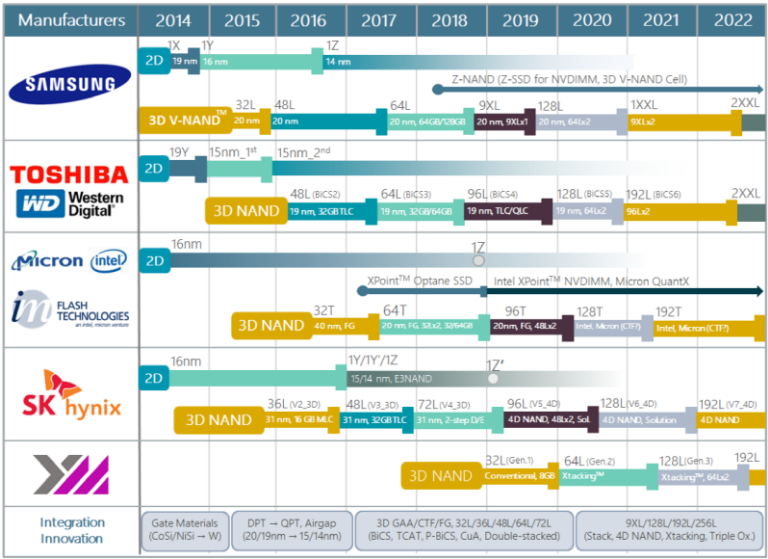 Manufacturers 2014 2015 2016 2017 2018 2019 2020 2021 2022
SAMSUNG
1X 1Y 1Z
2D 19 nm 16 nm 14 nm
Z-NAND (Z-SSD for NVDIMM, 3D V-NAND Cell)
32L 48L 64L 9XL 128L 1XXL 2XXL
3D V-NAND™ 20 nm 20 nm 20 nm, 64GB/128GB 20 nm, 9XLx1 20 nm, 64Lx2 9XLx2
TOSHIBA
WD Western Digital®
19Y 15nm_1st 15nm_2nd
2D
48L (BiCS2) 64L (BiCS3) 96L (BiCS4) 128L (BiCS5) 192L (BiCS6) 2XXL
3D NAND 19 nm, 32GB TLC 19 nm, 32GB/64GB 19 nm, TLC/QLC 19 nm, 64Lx2 96Lx2
Micron intel
im FLASH TECHNOLOGIES
an intel, micron venture
16nm 1Z
2D
XPoint™ Optane SSD Intel XPoint™ NVDIMM, Micron QuantX
32T 64T 96T 128T 192T
3D NAND 40 nm, FG 20 nm, FG, 32Lx2, 32/64GB 20nm, FG, 48Lx2 Intel, Micron (CTF?) Intel, Micron (CTF?)
SK hynix
16nm 1Y/1Y'/1Z 1Z″
2D 15/14 nm, E3NAND
36L (V2_3D) 48L (V3_3D) 72L (V4_3D) 96L (V5_4D) 128L (V6_4D) 192L (V7_4D)
3D NAND 31 nm, 16 GB MLC 31 nm, 32GB TLC 31 nm, 2-step D/E 4D NAND, 48Lx2, Sol. 4D NAND, Solution 4D NAND
32L (Gen.1) 64L (Gen.2) 128L (Gen.3) 192L
3D NAND Conventional, 8GB Xtacking™ Xtacking™, 64Lx2
Integration
Innovation
Gate Materials
(CoSi/NiSi → W)
DPT → QPT, Airgap
(20/19nm → 15/14nm)
3D GAA/CTF/FG, 32L/36L/48L/64L/72L
(BiCS, TCAT, P-BiCS, CuA, Double-stacked)
9XL/128L/192L/256L
(Stack, 4D NAND, Xtacking, Triple Ox.)